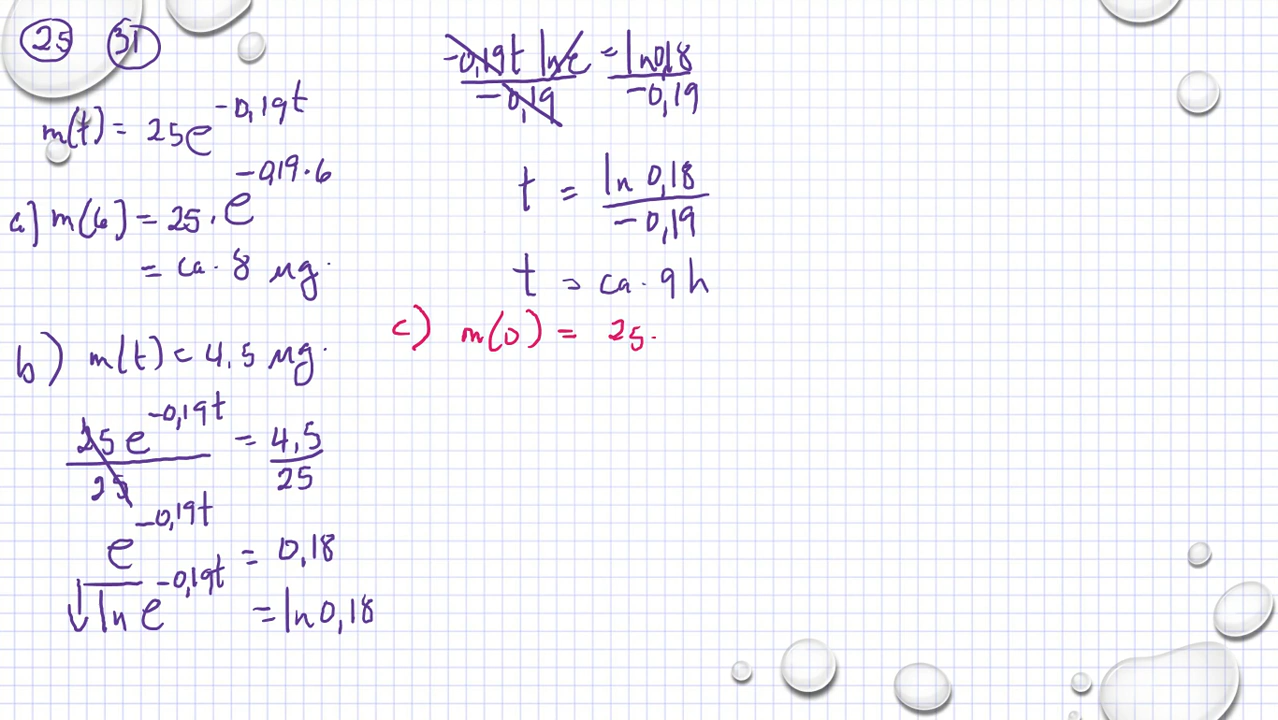 25 31
m(t) = 25e^-0,19t
a) m(6) = 25 · e^-0,19·6
= ca. 8 µg.
b) m(t) = 4,5 µg.
25e^-0,19t / 25 = 4,5 / 25
e^-0,19t = 0,18
ln e^-0,19t = ln 0,18
-0,19t ln e / -0,19 = ln 0,18 / -0,19
t = ln 0,18 / -0,19
t = ca. 9 h
c) m(0) = 25.